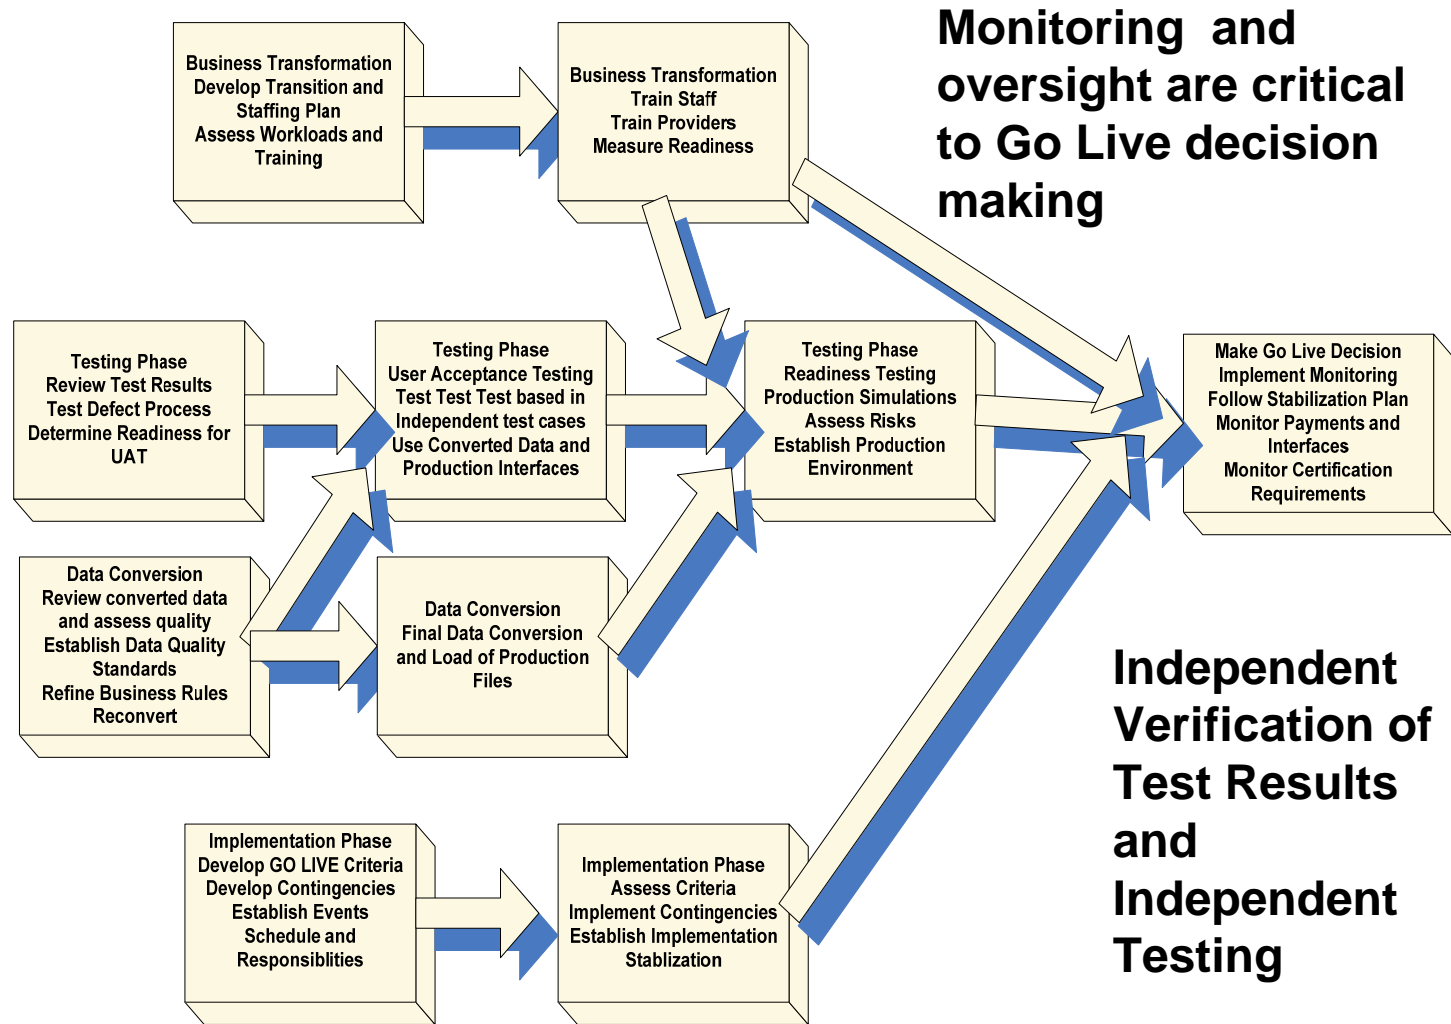 Monitoring and
oversight are critical
to Go Live decision
making
Business Transformation
Develop Transition and
Staffing Plan
Assess Workloads and
Training
Business Transformation
Train Staff
Train Providers
Measure Readiness
Testing Phase
Review Test Results
Test Defect Process
Determine Readiness for
UAT
Testing Phase
User Acceptance Testing
Test Test Test based in
Independent test cases
Use Converted Data and
Production Interfaces
Testing Phase
Readiness Testing
Production Simulations
Assess Risks
Establish Production
Environment
Make Go Live Decision
Implement Monitoring
Follow Stabilization Plan
Monitor Payments and
Interfaces
Monitor Certification
Requirements
Data Conversion
Review converted data
and assess quality
Establish Data Quality
Standards
Refine Business Rules
Reconvert
Data Conversion
Final Data Conversion
and Load of Production
Files
Independent
Verification of
Test Results
and
Independent
Testing
Implementation Phase
Develop GO LIVE Criteria
Develop Contingencies
Establish Events
Schedule and
Responsiblities
Implementation Phase
Assess Criteria
Implement Contingencies
Establish Implementation
Stablization